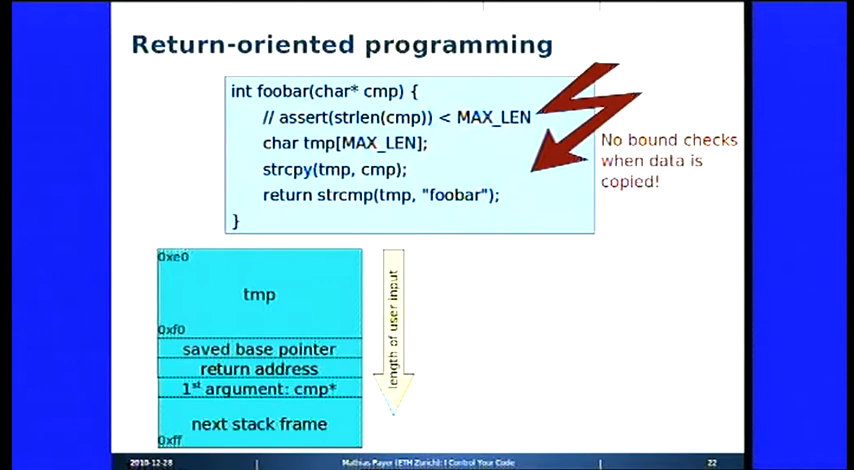 Return-oriented programming
int foobar(char* cmp) {
// assert(strlen(cmp)) < MAX_LEN
char tmp[MAX_LEN];
strcpy(tmp, cmp);
return strcmp(tmp, "foobar");
}
No bound checks
when data is
copied!
0xe0
tmp
0xf0
saved base pointer
return address
1st argument: cmp*
next stack frame
0xff
length of user input
2010-12-28
Mathias Payer (ETH Zurich): I Control Your Code
22